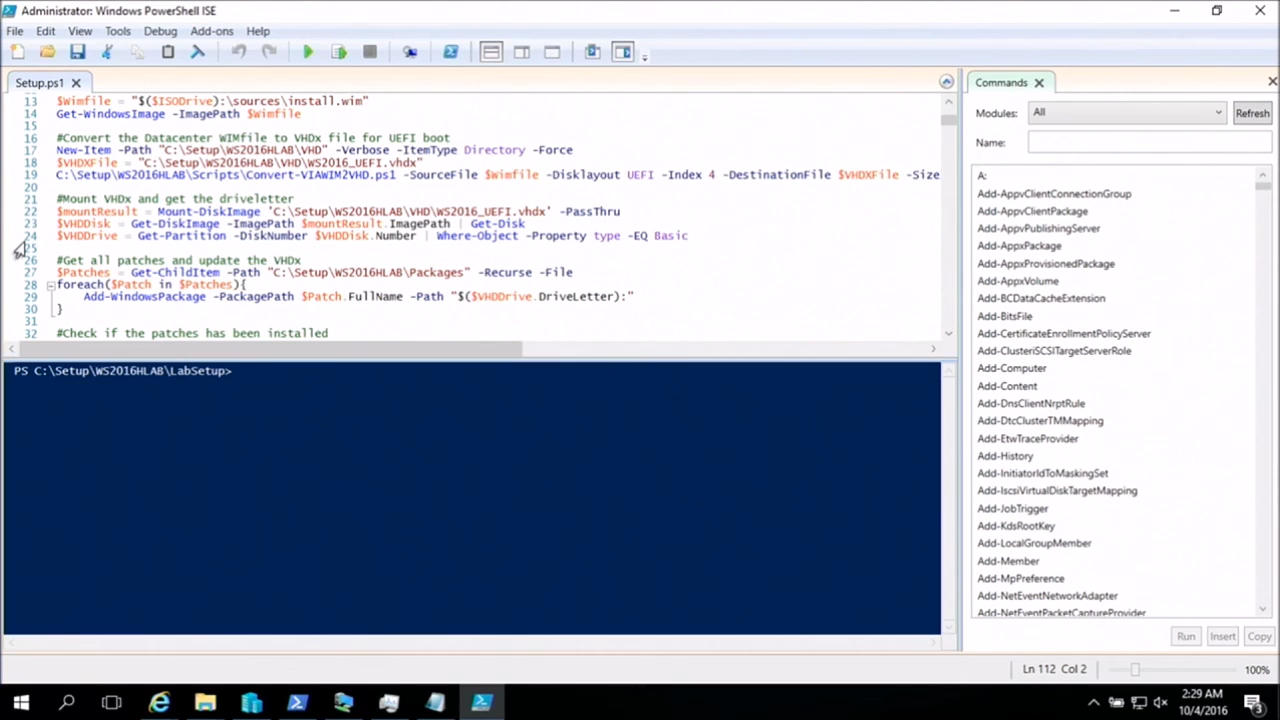 Administrator: Windows PowerShell ISE
File Edit View Tools Debug Add-ons Help
Setup.ps1
13 $Wimfile = "$($ISODrive):\sources\install.wim"
14 Get-WindowsImage -ImagePath $Wimfile
15
16 #Convert the Datacenter WIMfile to VHDx file for UEFI boot
17 New-Item -Path "C:\Setup\WS2016HLAB\VHD" -Verbose -ItemType Directory -Force
18 $VHDXFile = "C:\Setup\WS2016HLAB\VHD\WS2016_UEFI.vhdx"
19 C:\Setup\WS2016HLAB\Scripts\Convert-VIAWIM2VHD.ps1 -SourceFile $Wimfile -Disklayout UEFI -Index 4 -DestinationFile $VHDXFile -Size
20
21 #Mount VHDx and get the driveletter
22 $mountResult = Mount-DiskImage 'C:\Setup\WS2016HLAB\VHD\WS2016_UEFI.vhdx' -PassThru
23 $VHDDisk = Get-DiskImage -ImagePath $mountResult.ImagePath | Get-Disk
24 $VHDDrive = Get-Partition -DiskNumber $VHDDisk.Number | Where-Object -Property type -EQ Basic
25
26 #Get all patches and update the VHDx
27 $Patches = Get-ChildItem -Path "C:\Setup\WS2016HLAB\Packages" -Recurse -File
28 foreach($Patch in $Patches){
29 Add-WindowsPackage -PackagePath $Patch.FullName -Path "$($VHDDrive.DriveLetter):"
30 }
31
32 #Check if the patches has been installed
PS C:\Setup\WS2016HLAB\LabSetup>
Commands
Modules: All Refresh
Name:
A:
Add-AppvClientConnectionGroup
Add-AppvClientPackage
Add-AppvPublishingServer
Add-AppxPackage
Add-AppxProvisionedPackage
Add-AppxVolume
Add-BCDataCacheExtension
Add-BitsFile
Add-CertificateEnrollmentPolicyServer
Add-ClusteriSCSITargetServerRole
Add-Computer
Add-Content
Add-DnsClientNrptRule
Add-DtcClusterTMMapping
Add-EtwTraceProvider
Add-History
Add-InitiatorIdToMaskingSet
Add-IscsiVirtualDiskTargetMapping
Add-JobTrigger
Add-KdsRootKey
Add-LocalGroupMember
Add-Member
Add-MpPreference
Add-NetEventNetworkAdapter
Add-NetEventPacketCaptureProvider
Run Insert Copy
Ln 112 Col 2 100%
2:29 AM
10/4/2016
3